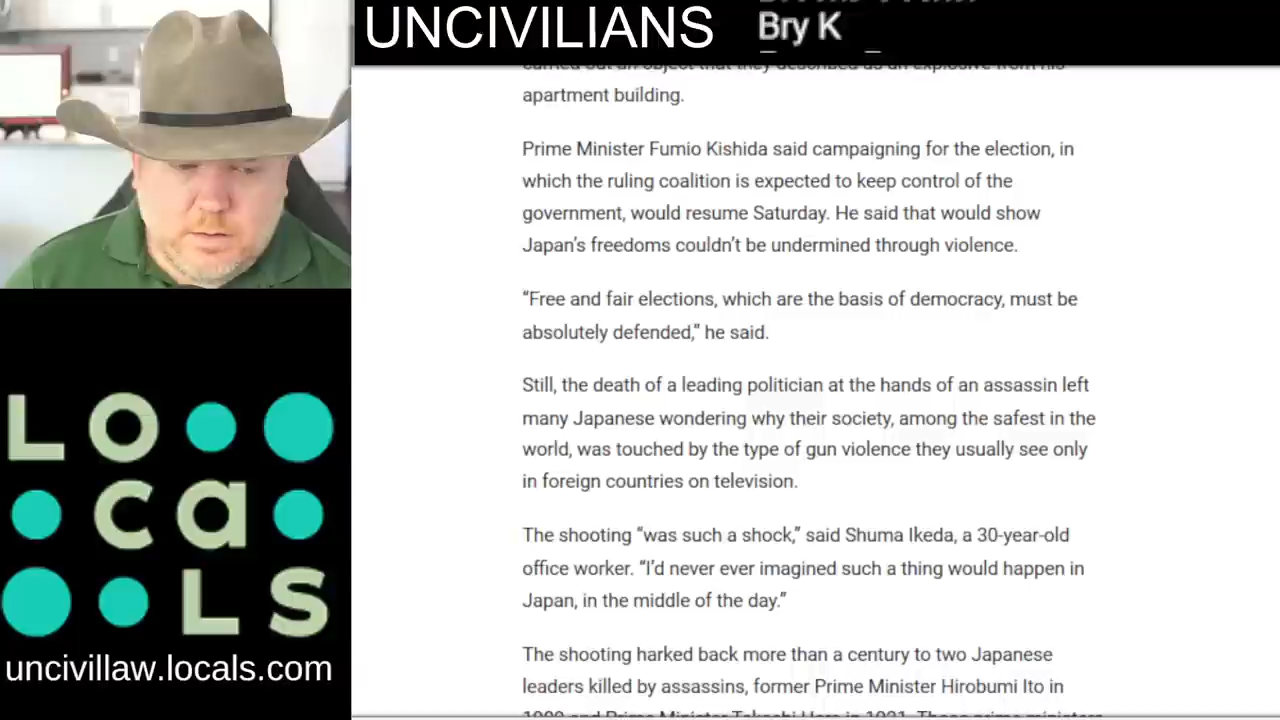 UNCIVILIANS
Bry K
apartment building.
Prime Minister Fumio Kishida said campaigning for the election, in
which the ruling coalition is expected to keep control of the
government, would resume Saturday. He said that would show
Japan’s freedoms couldn’t be undermined through violence.
“Free and fair elections, which are the basis of democracy, must be
absolutely defended,” he said.
Still, the death of a leading politician at the hands of an assassin left
many Japanese wondering why their society, among the safest in the
world, was touched by the type of gun violence they usually see only
in foreign countries on television.
The shooting “was such a shock,” said Shuma Ikeda, a 30-year-old
office worker. “I’d never ever imagined such a thing would happen in
Japan, in the middle of the day.”
The shooting harked back more than a century to two Japanese
leaders killed by assassins, former Prime Minister Hirobumi Ito in
LO
ca
LS
uncivillaw.locals.com